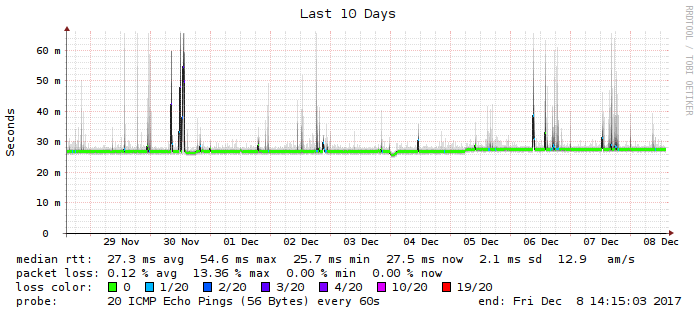 Last 10 Days
RRDTOOL / TOBI OETIKER
Seconds
60 m
50 m
40 m
30 m
20 m
10 m
0
29 Nov 30 Nov 01 Dec 02 Dec 03 Dec 04 Dec 05 Dec 06 Dec 07 Dec 08 Dec
median rtt: 27.3 ms avg 54.6 ms max 25.7 ms min 27.5 ms now 2.1 ms sd 12.9 am/s
packet loss: 0.12 % avg 13.36 % max 0.00 % min 0.00 % now
loss color: 0 1/20 2/20 3/20 4/20 10/20 19/20
probe: 20 ICMP Echo Pings (56 Bytes) every 60s end: Fri Dec 8 14:15:03 2017